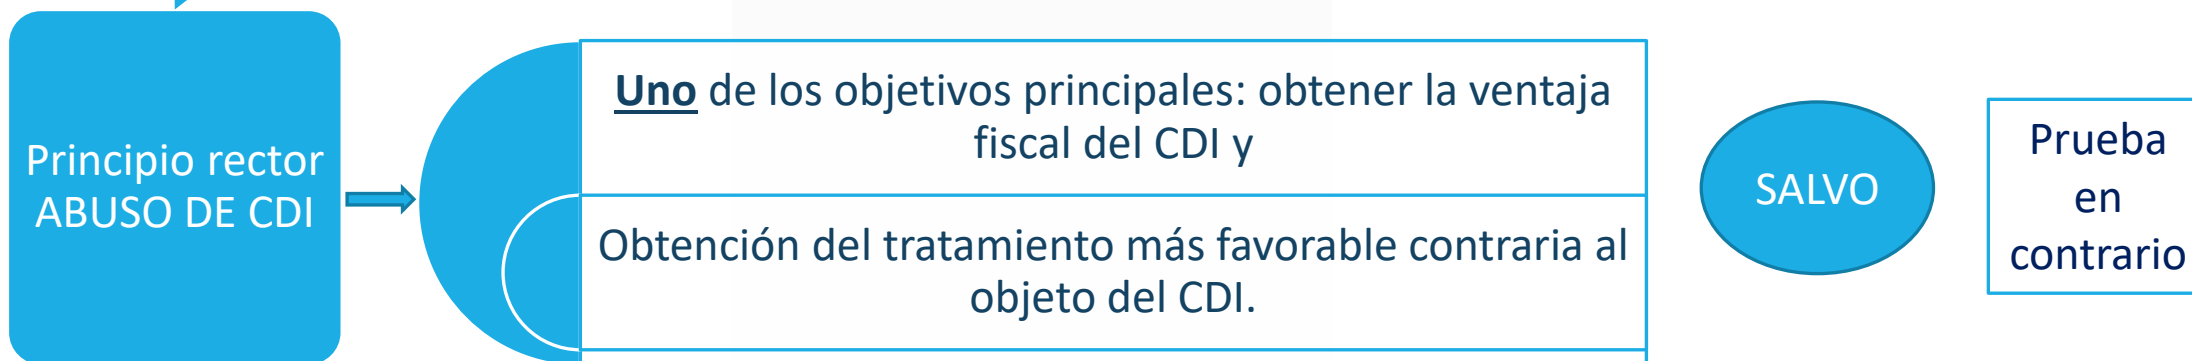 Principio rector
ABUSO DE CDI
Uno de los objetivos principales: obtener la ventaja
fiscal del CDI y
Obtención del tratamiento más favorable contraria al
objeto del CDI.
SALVO
Prueba
en
contrario